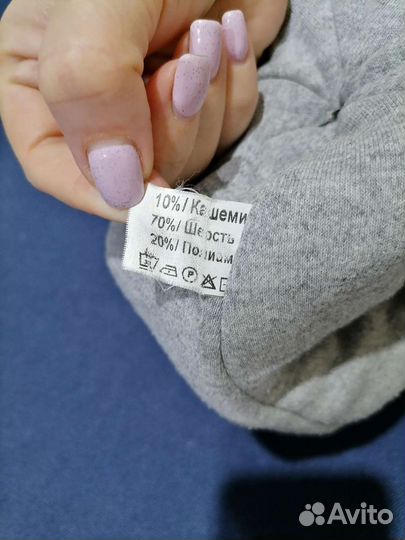 10%/ Кашеми
70%/ Шерсть
20%/ Полиам
P
Avito